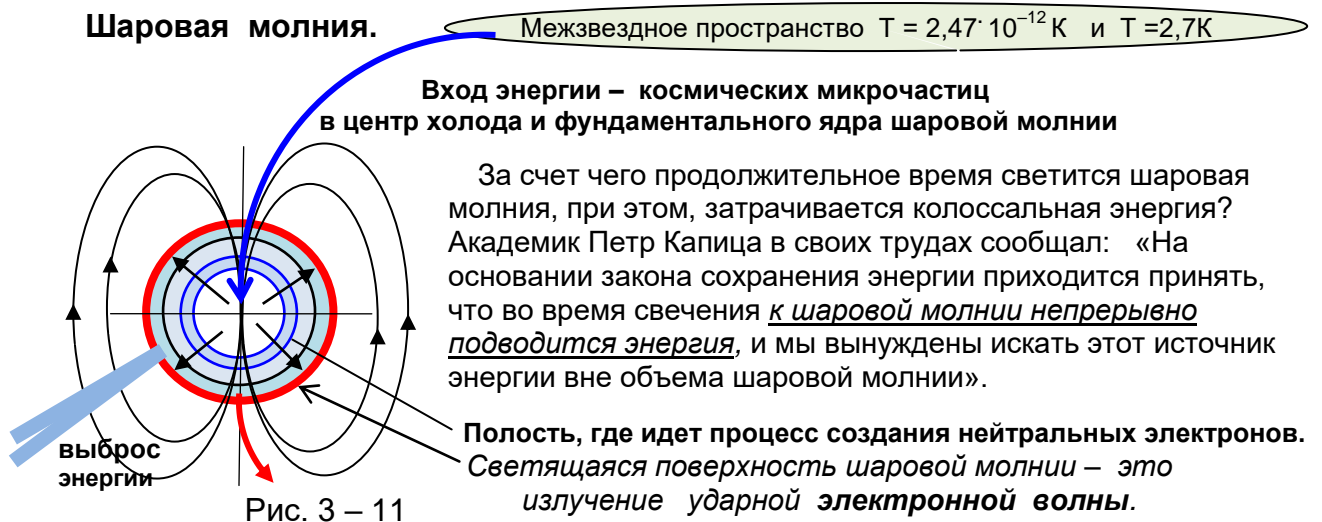 Шаровая молния.
Межзвездное пространство Т = 2,47· 10⁻¹² К и Т =2,7К
Вход энергии – космических микрочастиц
в центр холода и фундаментального ядра шаровой молнии
За счет чего продолжительное время светится шаровая
молния, при этом, затрачивается колоссальная энергия?
Академик Петр Капица в своих трудах сообщал: «На
основании закона сохранения энергии приходится принять,
что во время свечения к шаровой молнии непрерывно
подводится энергия, и мы вынуждены искать этот источник
энергии вне объема шаровой молнии».
Полость, где идет процесс создания нейтральных электронов.
Светящаяся поверхность шаровой молнии – это
излучение ударной электронной волны.
выброс
энергии
Рис. 3 – 11